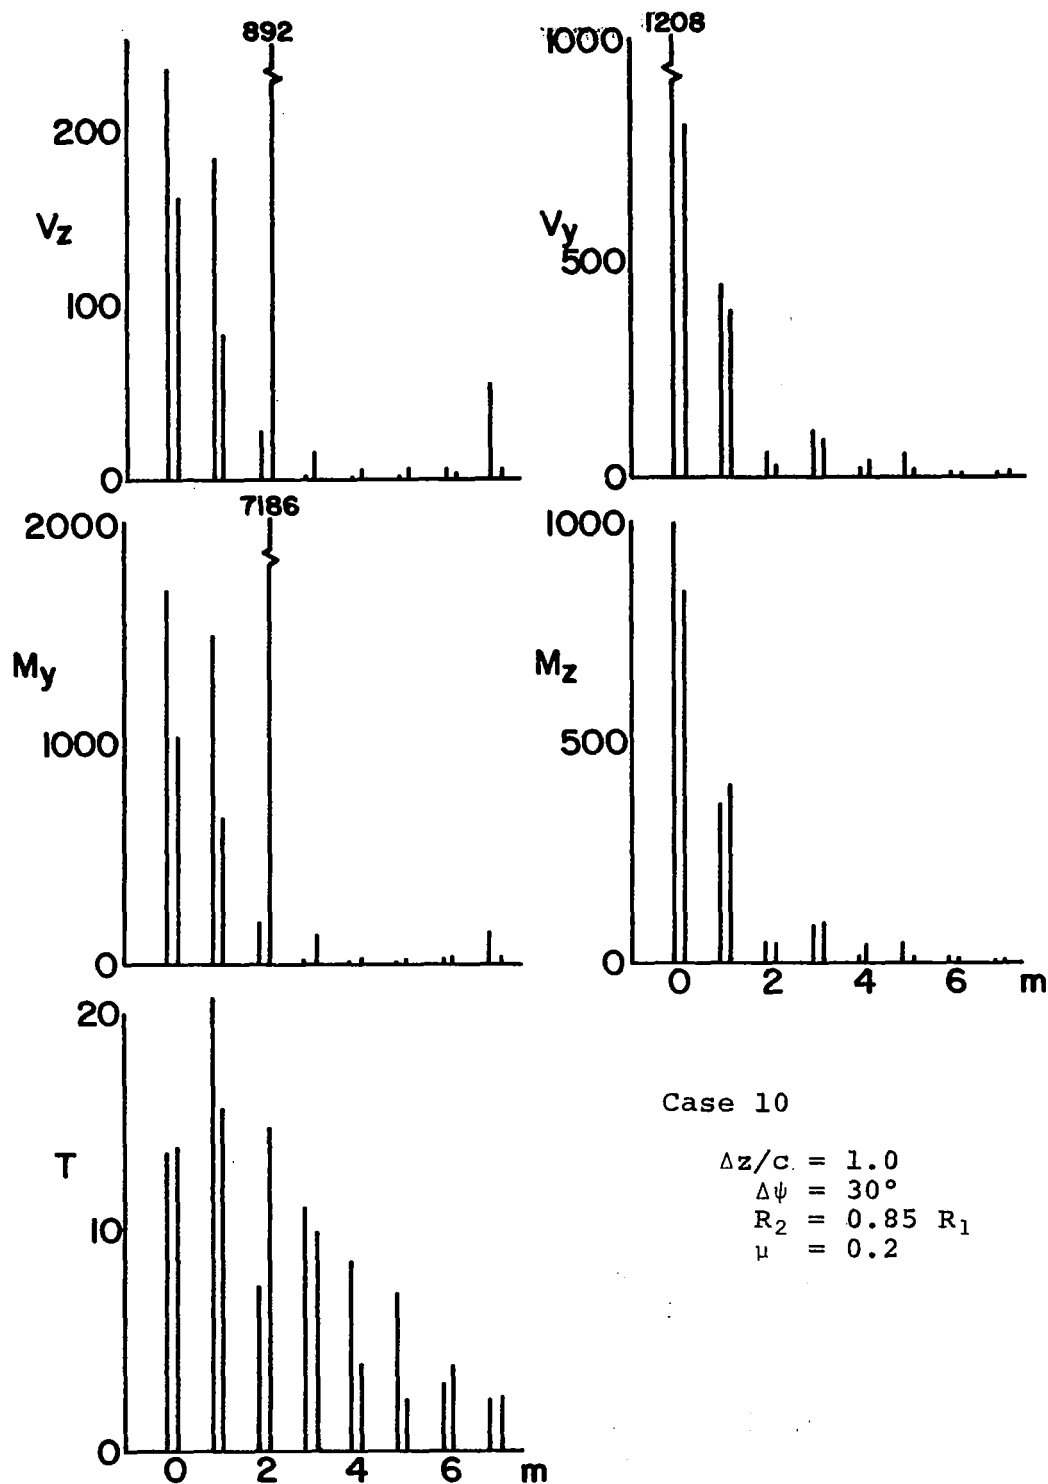 892
200
100
0
Vz
1208
1000
500
0
Vy
7186
2000
1000
0
My
1000
500
0
Mz
0 2 4 6 m
20
10
0
T
0 2 4 6 m
Case 10
Δz/c = 1.0
Δψ = 30°
R₂ = 0.85 R₁
μ = 0.2